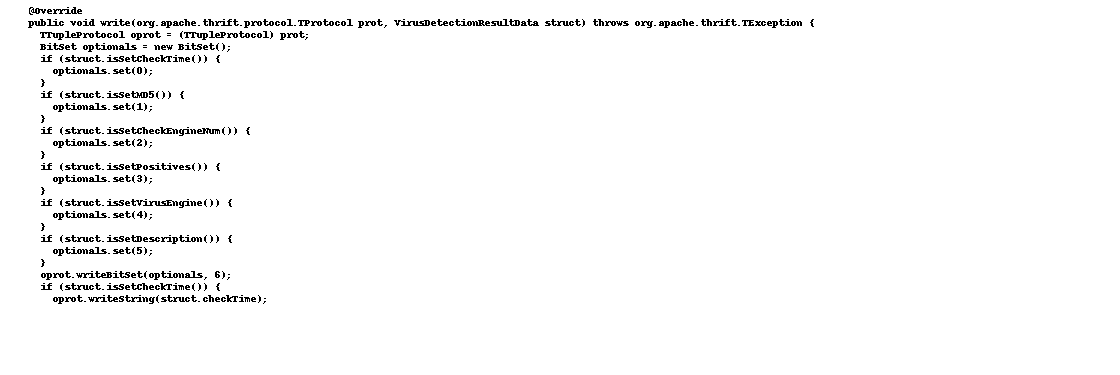 @Override
public void write(org.apache.thrift.protocol.TProtocol prot, VirusDetectionResultData struct) throws org.apache.thrift.TException {
TTupleProtocol oprot = (TTupleProtocol) prot;
BitSet optionals = new BitSet();
if (struct.isSetCheckTime()) {
optionals.set(0);
}
if (struct.isSetMD5()) {
optionals.set(1);
}
if (struct.isSetCheckEngineNum()) {
optionals.set(2);
}
if (struct.isSetPositives()) {
optionals.set(3);
}
if (struct.isSetVirusEngine()) {
optionals.set(4);
}
if (struct.isSetDescription()) {
optionals.set(5);
}
oprot.writeBitSet(optionals, 6);
if (struct.isSetCheckTime()) {
oprot.writeString(struct.checkTime);